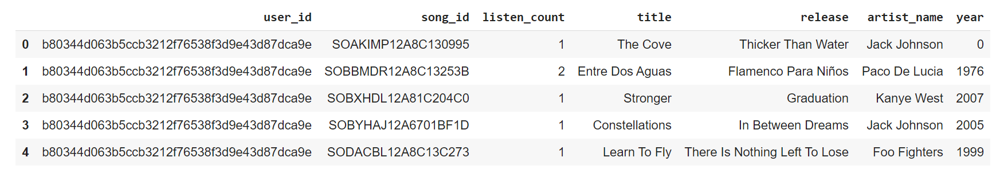 user_id song_id listen_count title release artist_name year
0 b80344d063b5ccb3212f76538f3d9e43d87dca9e SOAKIMP12A8C130995 1 The Cove Thicker Than Water Jack Johnson 0
1 b80344d063b5ccb3212f76538f3d9e43d87dca9e SOBBMDR12A8C13253B 2 Entre Dos Aguas Flamenco Para Niños Paco De Lucia 1976
2 b80344d063b5ccb3212f76538f3d9e43d87dca9e SOBXHDL12A81C204C0 1 Stronger Graduation Kanye West 2007
3 b80344d063b5ccb3212f76538f3d9e43d87dca9e SOBYHAJ12A6701BF1D 1 Constellations In Between Dreams Jack Johnson 2005
4 b80344d063b5ccb3212f76538f3d9e43d87dca9e SODACBL12A8C13C273 1 Learn To Fly There Is Nothing Left To Lose Foo Fighters 1999